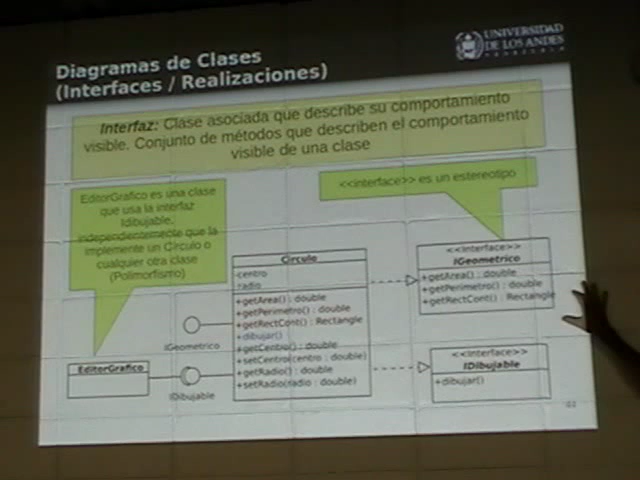 Diagramas de Clases
(Interfaces / Realizaciones)
UNIVERSIDAD
DE LOS ANDES
VENEZUELA
Interfaz: Clase asociada que describe su comportamiento
visible. Conjunto de métodos que describen el comportamiento
visible de una clase
EditorGrafico es una clase
que usa la interfaz
Idibujable,
independientemente que la
implemente un Círculo o
cualquier otra clase
(Polimorfismo)
<<interface>> es un estereotipo
Circulo
-centro
-radio
+getArea() : double
+getPerimetro() : double
+getRectCont() : Rectangle
+dibujar()
+getCentro() : double
+setCentro(centro : double)
+getRadio() : double
+setRadio(radio : double)
<<Interface>>
IGeometrico
+getArea() : double
+getPerimetro() : double
+getRectCont() : Rectangle
IGeometrico
EditorGrafico
IDibujable
<<Interface>>
IDibujable
+dibujar()